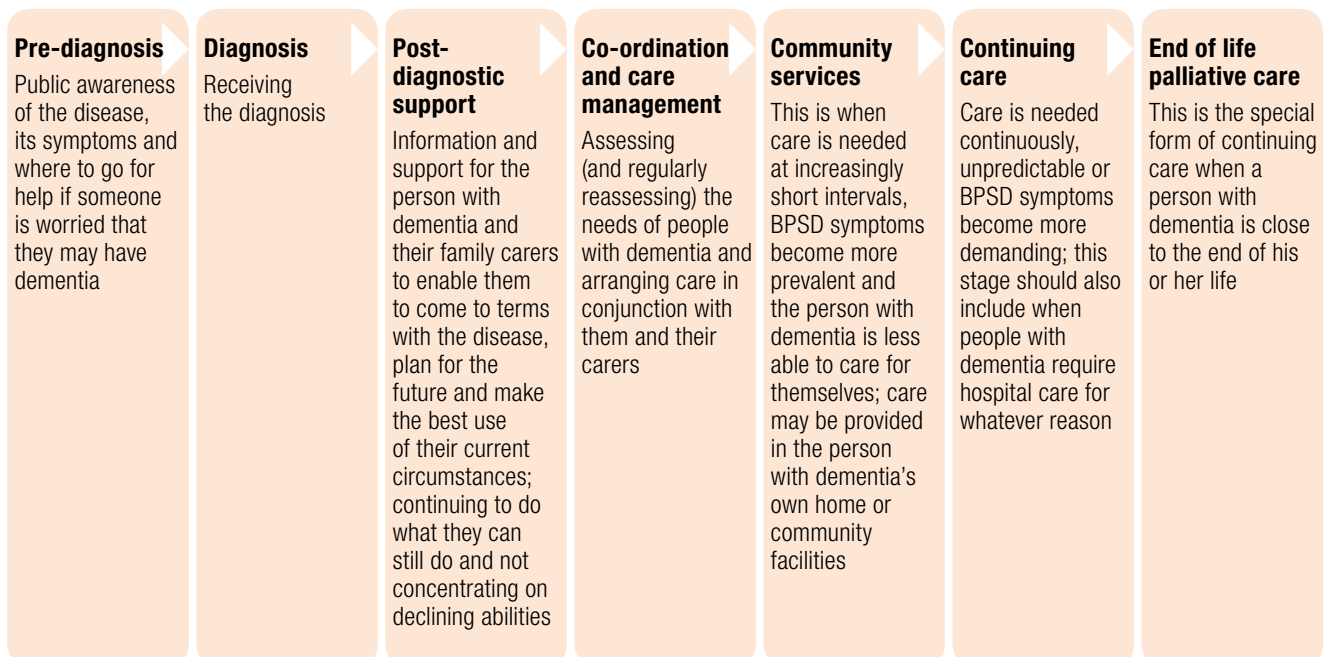 Pre-diagnosis
Public awareness
of the disease,
its symptoms and
where to go for
help if someone
is worried that
they may have
dementia
Diagnosis
Receiving
the diagnosis
Post-
diagnostic
support
Information and
support for the
person with
dementia and
their family carers
to enable them
to come to terms
with the disease,
plan for the
future and make
the best use
of their current
circumstances;
continuing to do
what they can
still do and not
concentrating on
declining abilities
Co-ordination
and care
management
Assessing
(and regularly
reassessing) the
needs of people
with dementia and
arranging care in
conjunction with
them and their
carers
Community
services
This is when
care is needed
at increasingly
short intervals,
BPSD symptoms
become more
prevalent and
the person with
dementia is less
able to care for
themselves; care
may be provided
in the person
with dementia’s
own home or
community
facilities
Continuing
care
Care is needed
continuously,
unpredictable or
BPSD symptoms
become more
demanding; this
stage should also
include when
people with
dementia require
hospital care for
whatever reason
End of life
palliative care
This is the special
form of continuing
care when a
person with
dementia is close
to the end of his
or her life